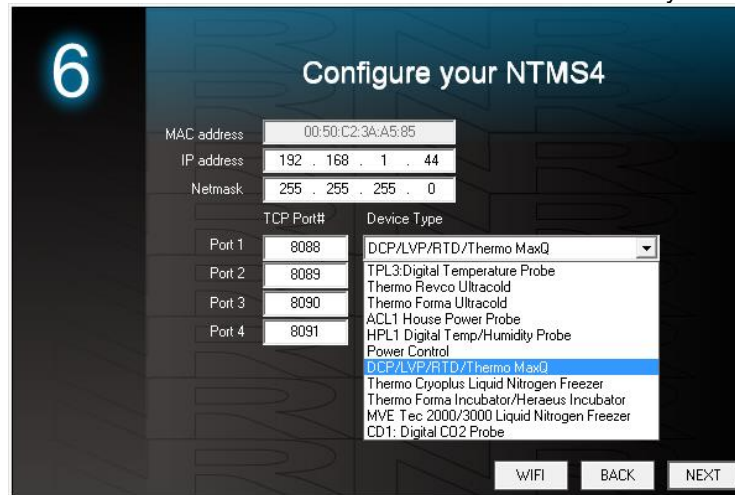 6
Configure your NTMS4
MAC address 00:50:C2:3A:A5:85
IP address 192 . 168 . 1 . 44
Netmask 255 . 255 . 255 . 0
TCP Port# Device Type
Port 1 8088 DCP/LVP/RTD/Thermo MaxQ
Port 2 8089
Port 3 8090
Port 4 8091
TPL3:Digital Temperature Probe
Thermo Revco Ultracold
Thermo Forma Ultracold
ACL1 House Power Probe
HPL1 Digital Temp/Humidity Probe
Power Control
DCP/LVP/RTD/Thermo MaxQ
Thermo Cryoplus Liquid Nitrogen Freezer
Thermo Forma Incubator/Heraeus Incubator
MVE Tec 2000/3000 Liquid Nitrogen Freezer
CD1: Digital CO2 Probe
WIFI BACK NEXT